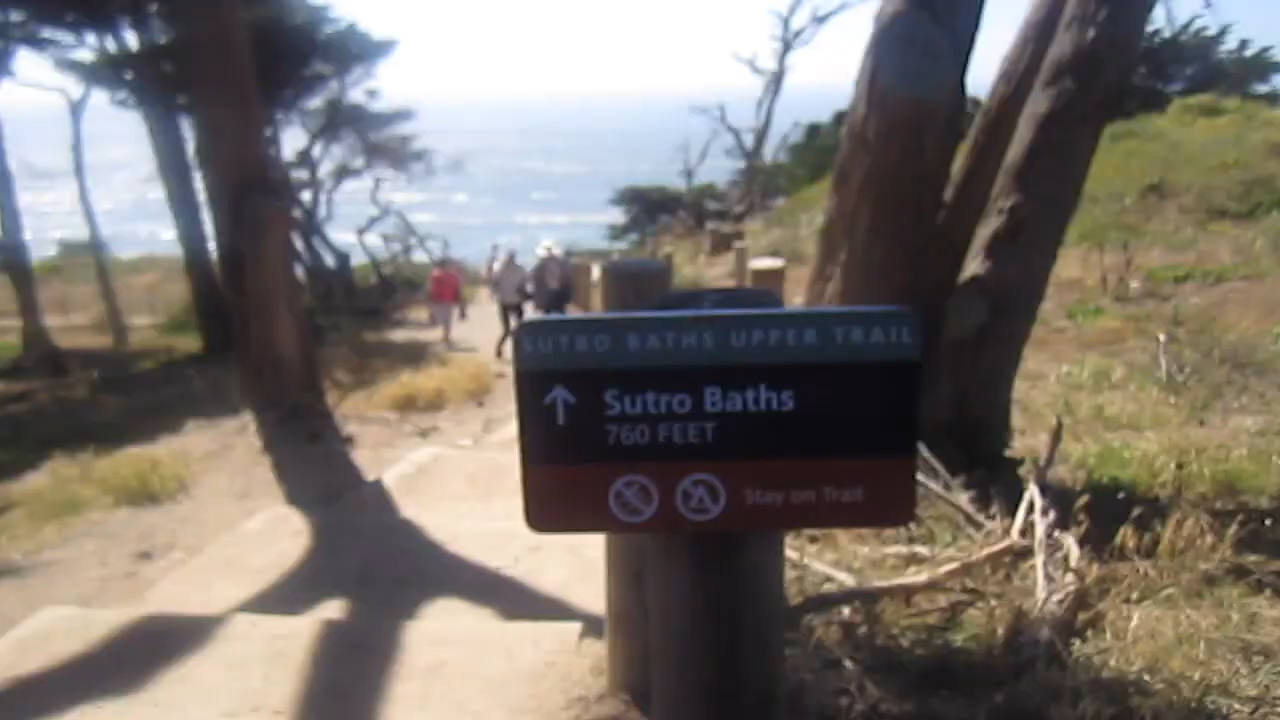 SUTRO BATHS UPPER TRAIL
↑ Sutro Baths
760 FEET
Stay on Trail